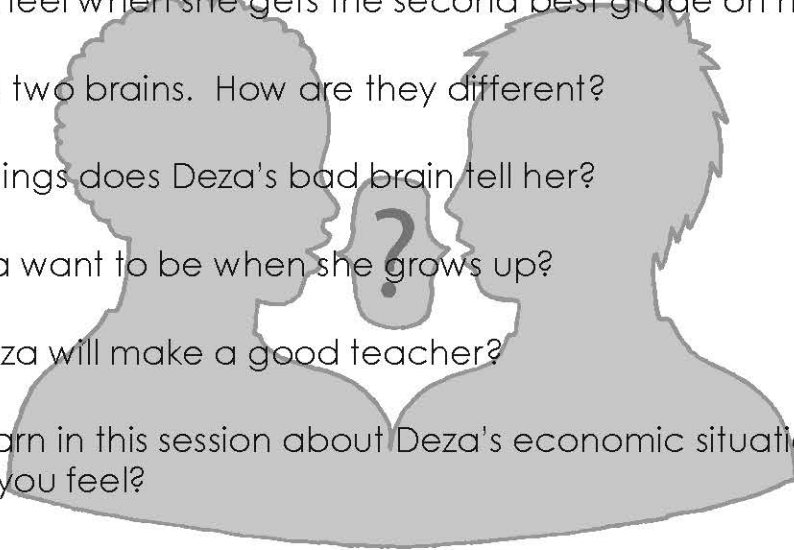 feel when she gets the second best grade on
two brains.  How are they different?
ings does Deza's bad brain tell her?
a want to be when she grows up?
za will make a good teacher?
arn in this session about Deza's economic situati
you feel?
?